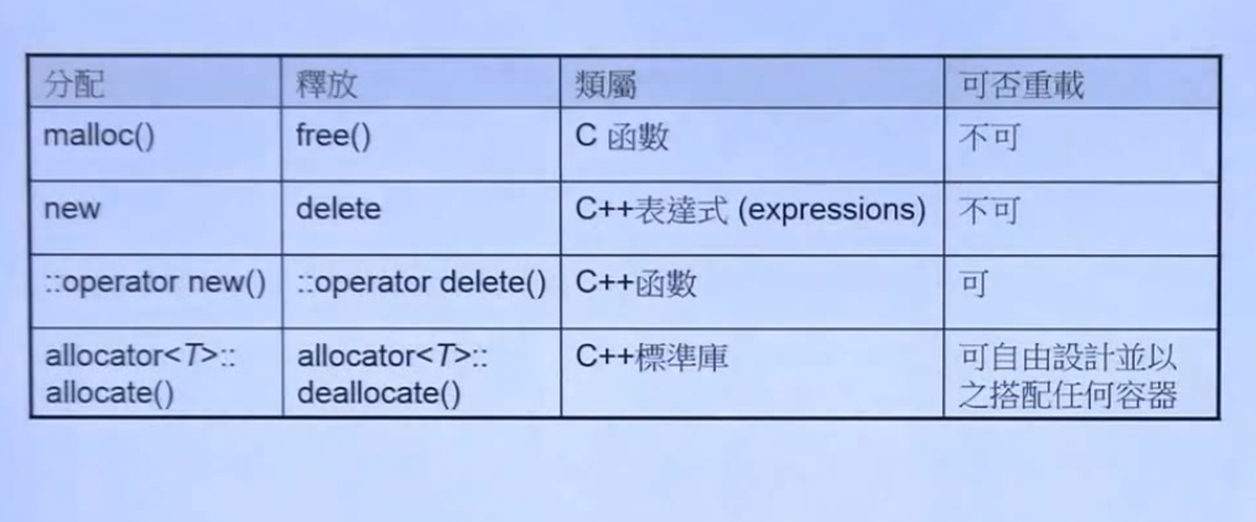 分配 釋放 類屬 可否重載
malloc() free() C 函數 不可
new delete C++表達式 (expressions) 不可
::operator new() ::operator delete() C++函數 可
allocator<T>:: allocator<T>:: C++標準庫 可自由設計並以
allocate() deallocate() 之搭配任何容器